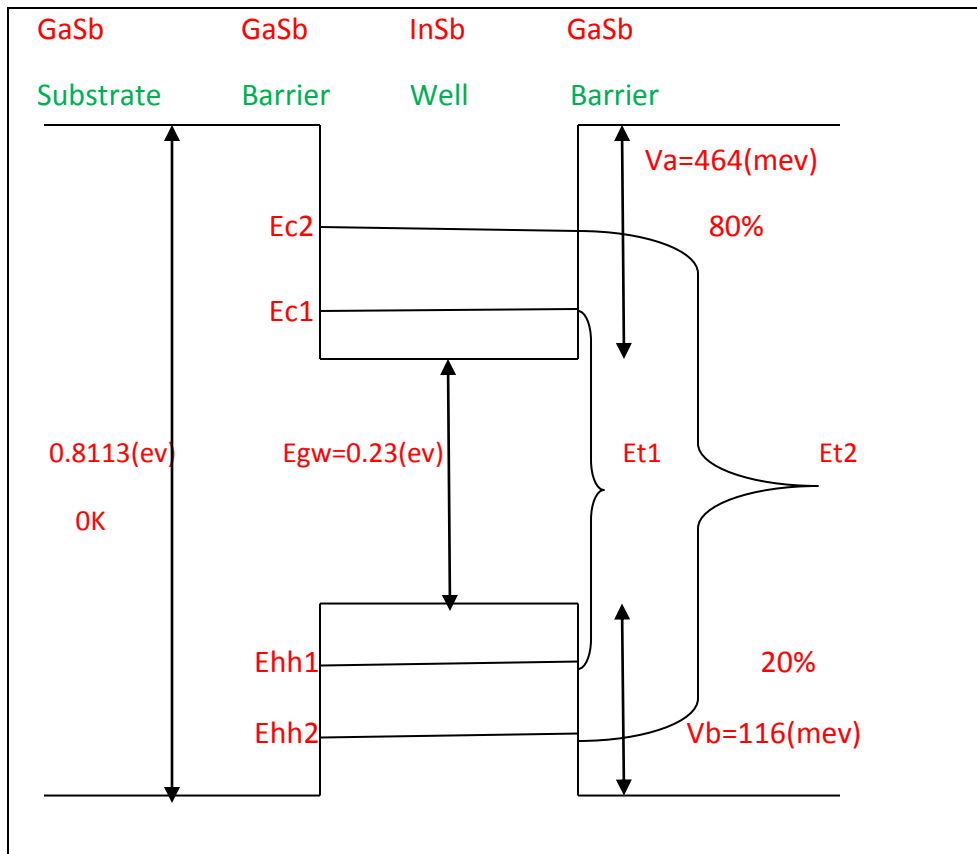 GaSb GaSb InSb GaSb
Substrate Barrier Well Barrier
Va=464(mev)
Ec2 80%
Ec1
0.8113(ev) Egw=0.23(ev) Et1 Et2
0K
Ehh1 20%
Ehh2 Vb=116(mev)